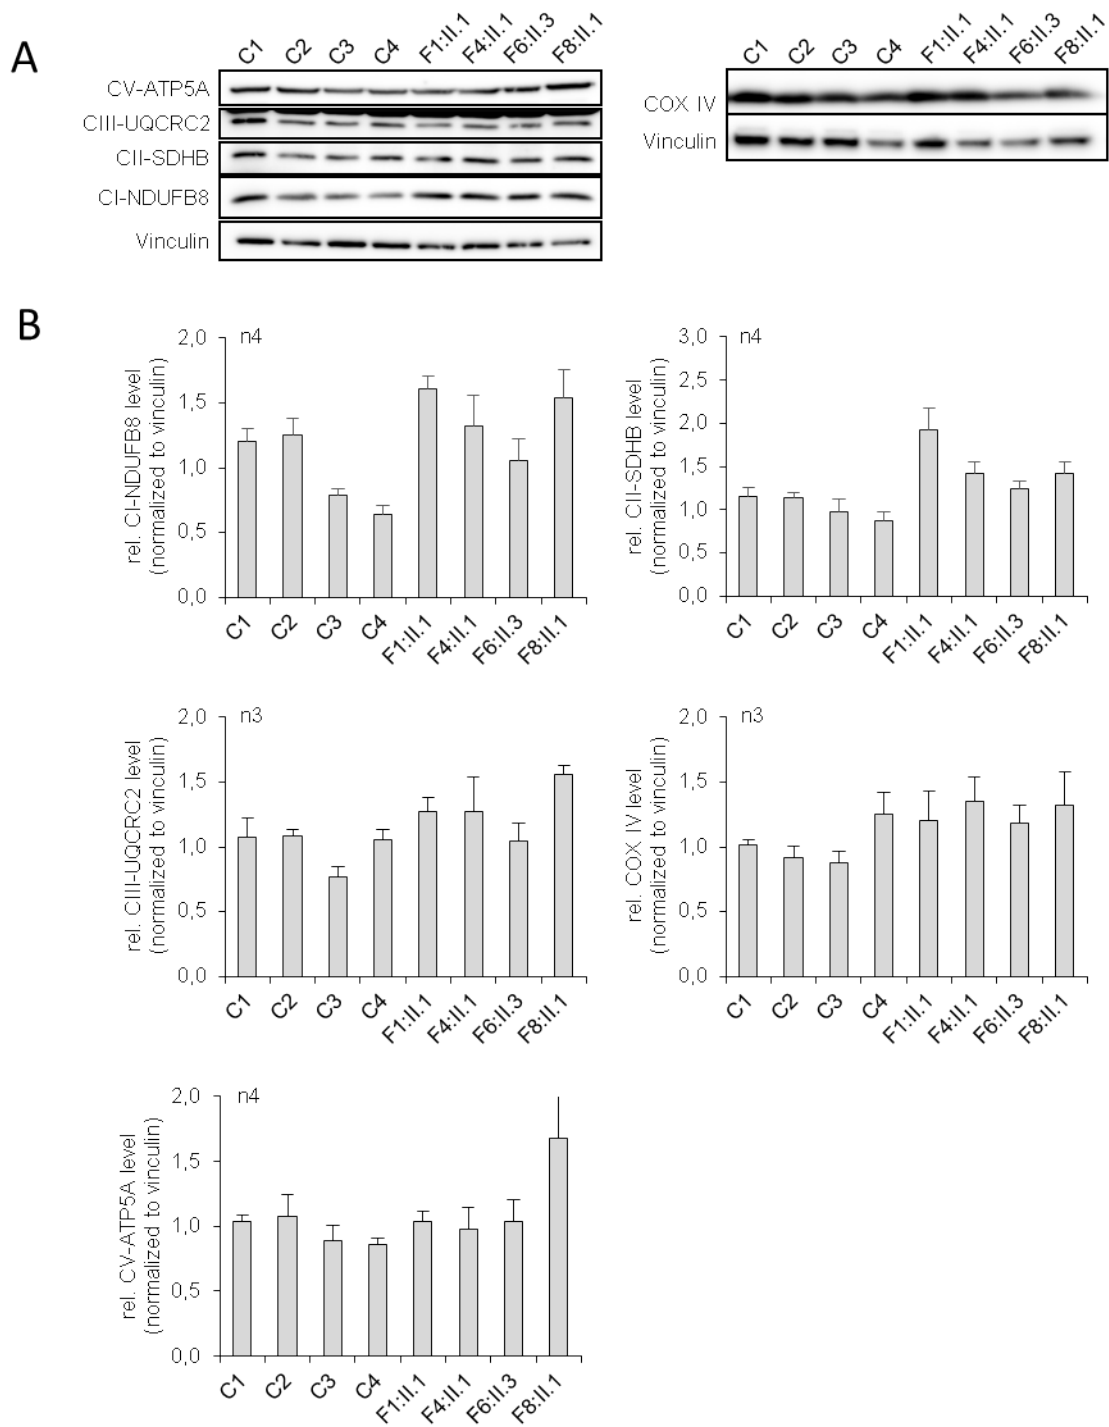 A
C1 C2 C3 C4 F1:II.1 F4:II.1 F6:II.3 F8:II.1
CV-ATP5A
CIII-UQCRC2
CII-SDHB
CI-NDUFB8
Vinculin
C1 C2 C3 C4 F1:II.1 F4:II.1 F6:II.3 F8:II.1
COX IV
Vinculin
B
rel. CI-NDUFB8 level
(normalized to vinculin)
n4
2,0
1,5
1,0
0,5
0,0
C1 C2 C3 C4 F1:II.1 F4:II.1 F6:II.3 F8:II.1
rel. CII-SDHB level
(normalized to vinculin)
n4
3,0
2,5
2,0
1,5
1,0
0,5
0,0
C1 C2 C3 C4 F1:II.1 F4:II.1 F6:II.3 F8:II.1
rel. CIII-UQCRC2 level
(normalized to vinculin)
n3
2,0
1,5
1,0
0,5
0,0
C1 C2 C3 C4 F1:II.1 F4:II.1 F6:II.3 F8:II.1
rel. COX IV level
(normalized to vinculin)
n3
2,0
1,5
1,0
0,5
0,0
C1 C2 C3 C4 F1:II.1 F4:II.1 F6:II.3 F8:II.1
rel. CV-ATP5A level
(normalized to vinculin)
n4
2,0
1,5
1,0
0,5
0,0
C1 C2 C3 C4 F1:II.1 F4:II.1 F6:II.3 F8:II.1